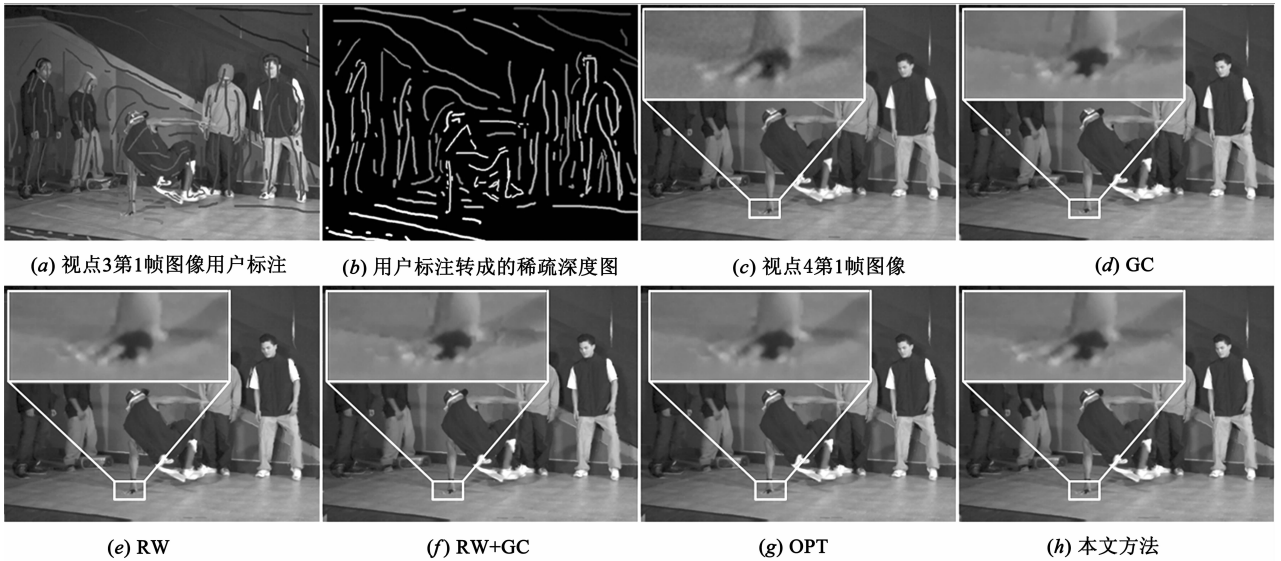 (a) 视点3第1帧图像用户标注
(b) 用户标注转成的稀疏深度图
(c) 视点4第1帧图像
(d) GC
(e) RW
(f) RW+GC
(g) OPT
(h) 本文方法